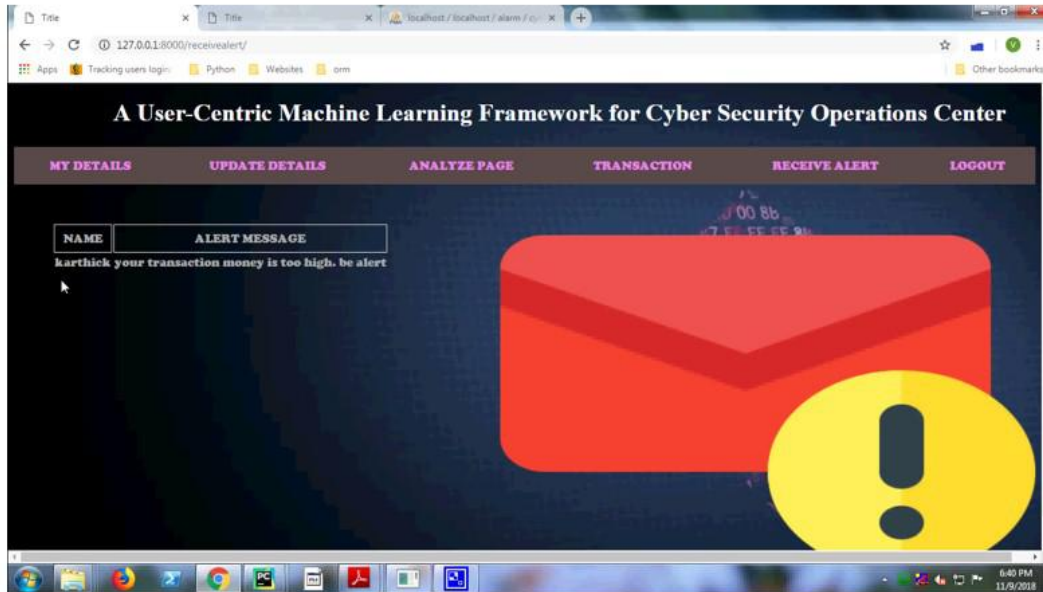 Title
Title
localhost / localhost / alarm /
127.0.0.1:8000/receivealert/
Apps
Tracking users login
Python
Websites
orm
Other bookmarks
A User-Centric Machine Learning Framework for Cyber Security Operations Center
MY DETAILS UPDATE DETAILS ANALYZE PAGE TRANSACTION RECEIVE ALERT LOGOUT
00 8b
NAME ALERT MESSAGE
karthick your transaction money is too high. be alert
6:40 PM
11/9/2018